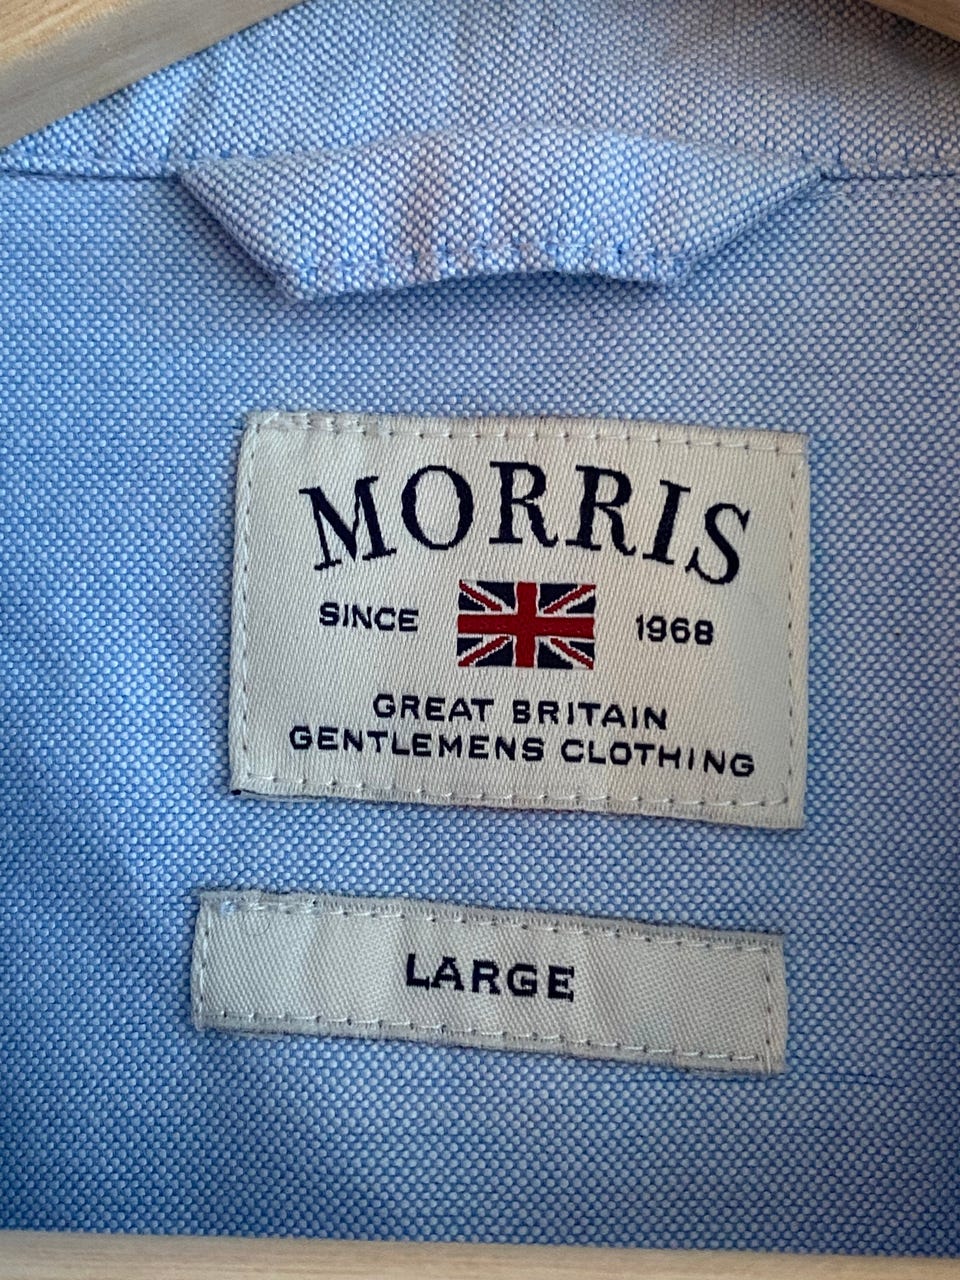 MORRIS
SINCE 1968
GREAT BRITAIN
GENTLEMENS CLOTHING
LARGE